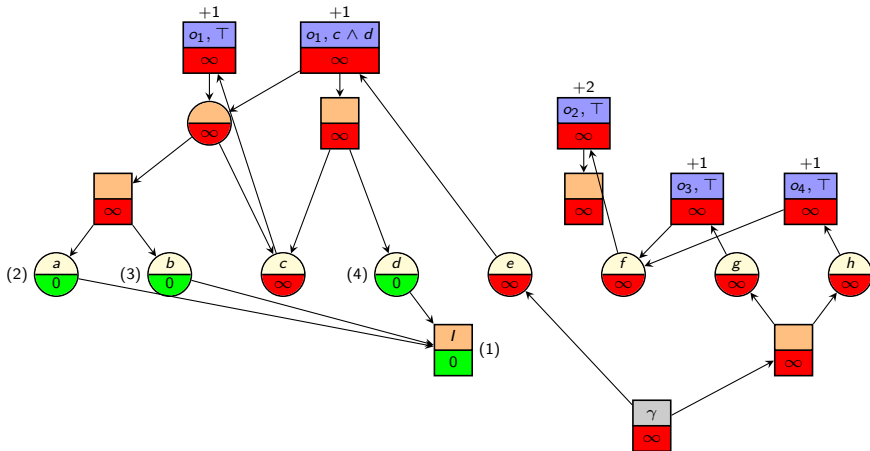 +1 +1
o₁, ⊤ o₁, c ∧ d
∞ ∞
+2
o₂, ⊤
∞ ∞ ∞
+1 +1
o₃, ⊤ o₄, ⊤
∞ ∞ ∞ ∞
(2) a (3) b c (4) d e f g h
0 0 ∞ 0 ∞ ∞ ∞ ∞
I (1)
0 ∞
γ
∞